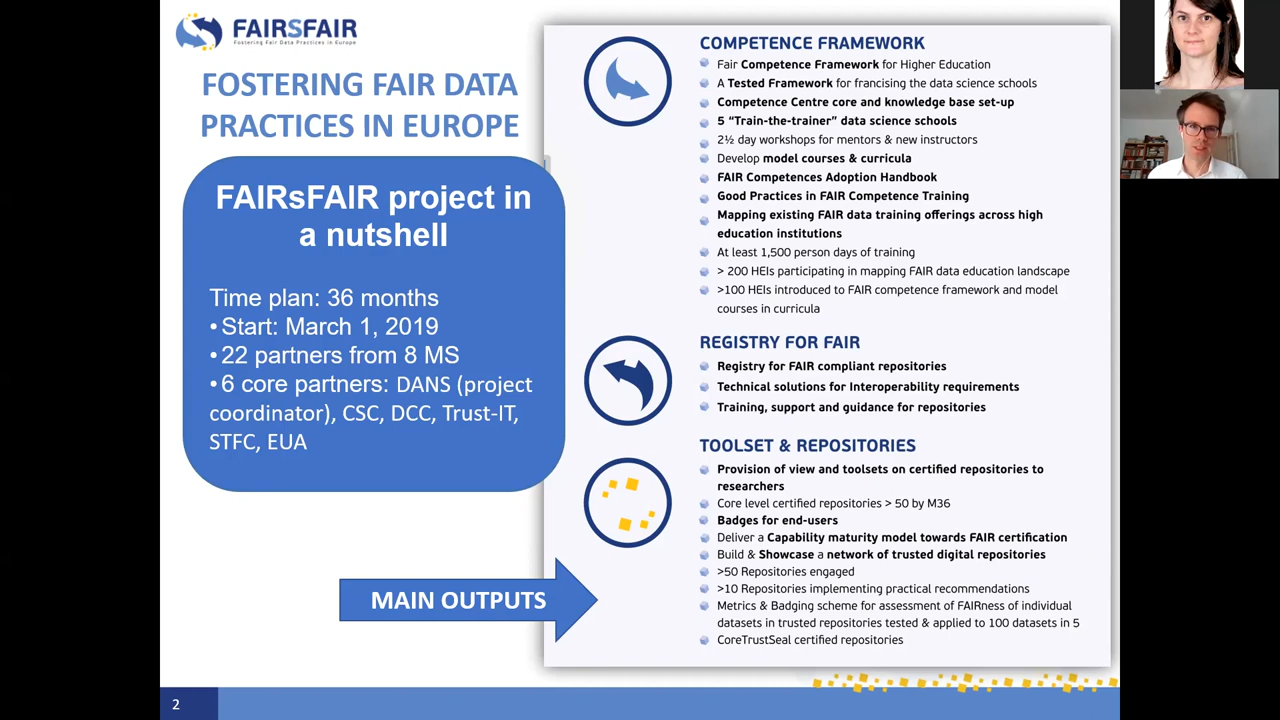 FAIRSFAIR
Fostering Fair Data Practices in Europe
FOSTERING FAIR DATA
PRACTICES IN EUROPE
FAIRsFAIR project in
a nutshell
Time plan: 36 months
• Start: March 1, 2019
• 22 partners from 8 MS
• 6 core partners: DANS (project
coordinator), CSC, DCC, Trust-IT,
STFC, EUA
MAIN OUTPUTS
COMPETENCE FRAMEWORK
Fair Competence Framework for Higher Education
A Tested Framework for francising the data science schools
Competence Centre core and knowledge base set-up
5 “Train-the-trainer” data science schools
2½ day workshops for mentors & new instructors
Develop model courses & curricula
FAIR Competences Adoption Handbook
Good Practices in FAIR Competence Training
Mapping existing FAIR data training offerings across high
education institutions
At least 1,500 person days of training
> 200 HEIs participating in mapping FAIR data education landscape
>100 HEIs introduced to FAIR competence framework and model
courses in curricula
REGISTRY FOR FAIR
Registry for FAIR compliant repositories
Technical solutions for Interoperability requirements
Training, support and guidance for repositories
TOOLSET & REPOSITORIES
Provision of view and toolsets on certified repositories to
researchers
Core level certified repositories > 50 by M36
Badges for end-users
Deliver a Capability maturity model towards FAIR certification
Build & Showcase a network of trusted digital repositories
>50 Repositories engaged
>10 Repositories implementing practical recommendations
Metrics & Badging scheme for assessment of FAIRness of individual
datasets in trusted repositories tested & applied to 100 datasets in 5
CoreTrustSeal certified repositories
2